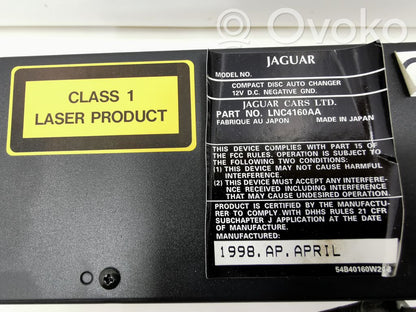 Ovoko
JAGUAR
MODEL NO.
COMPACT DISC AUTO CHANGER
12V D.C. NEGATIVE GND.
JAGUAR CARS LTD.
PART NO. LNC4160AA
FABRIQUE AU JAPON MADE IN JAPAN
THIS DEVICE COMPLIES WITH PART 15 OF
THE FCC RULES. OPERATION IS SUBJECT TO
THE FOLLOWING TWO CONDITIONS:
(1) THIS DEVICE MAY NOT CAUSE HARMFUL
INTERFERENCE.
(2) THIS DEVICE MUST ACCEPT ANY INTERFERE-
NCE RECEIVED INCLUDING INTERFERENCE
THAT MAY CAUSE UNDESIRED OPERATION.
PRODUCT IS CERTIFIED BY THE MANUFACTU-
RER TO COMPLY WITH DHHS RULES 21 CFR
SUBCHAPTER J APPLICATION AT THE DATE
OF MANUFACTURE.
MANUFACTURED:
1998.AP.APRIL
CLASS 1
LASER PRODUCT